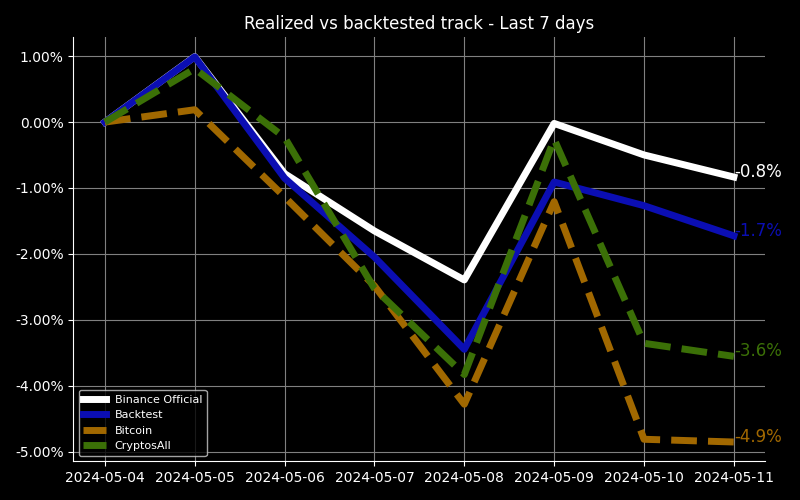 Realized vs backtested track - Last 7 days
1.00%
0.00%
-1.00%
-2.00%
-3.00%
-4.00%
-5.00%
-0.8%
-1.7%
-3.6%
-4.9%
Binance Official
Backtest
Bitcoin
CryptosAll
2024-05-04 2024-05-05 2024-05-06 2024-05-07 2024-05-08 2024-05-09 2024-05-10 2024-05-11